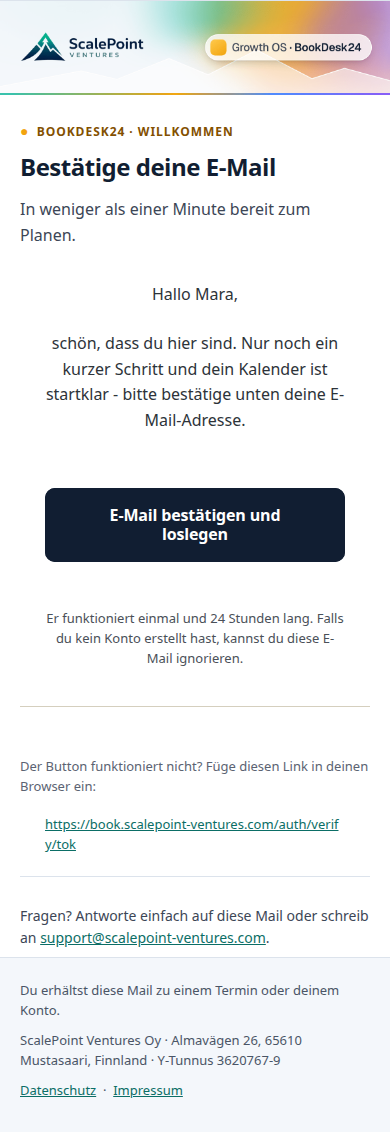 ScalePoint
VENTURES
Growth OS · BookDesk24
BOOKDESK24 · WILLKOMMEN
Bestätige deine E-Mail
In weniger als einer Minute bereit zum
Planen.
Hallo Mara,
schön, dass du hier sind. Nur noch ein
kurzer Schritt und dein Kalender ist
startklar - bitte bestätige unten deine E-
Mail-Adresse.
E-Mail bestätigen und
loslegen
Er funktioniert einmal und 24 Stunden lang. Falls
du kein Konto erstellt hast, kannst du diese E-
Mail ignorieren.
Der Button funktioniert nicht? Füge diesen Link in deinen
Browser ein:
https://book.scalepoint-ventures.com/auth/verif
y/tok
Fragen? Antworte einfach auf diese Mail oder schreib
an support@scalepoint-ventures.com.
Du erhältst diese Mail zu einem Termin oder deinem
Konto.
ScalePoint Ventures Oy · Almavägen 26, 65610
Mustasaari, Finnland · Y-Tunnus 3620767-9
Datenschutz · Impressum